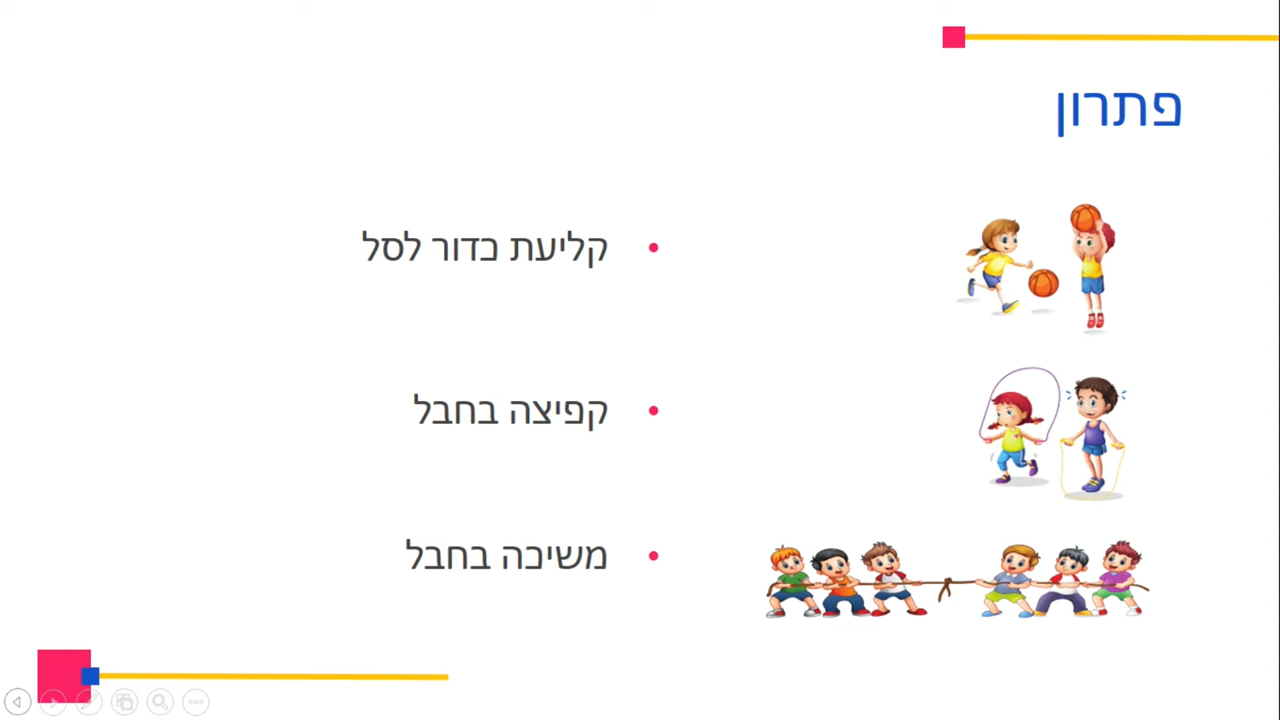 פתרון
קליעת כדור לסל
קפיצה בחבל
משיכה בחבל